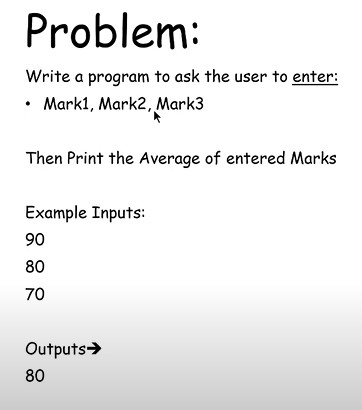 Problem:
Write a program to ask the user to enter:
• Mark1, Mark2, Mark3
Then Print the Average of entered Marks
Example Inputs:
90
80
70
Outputs➔
80